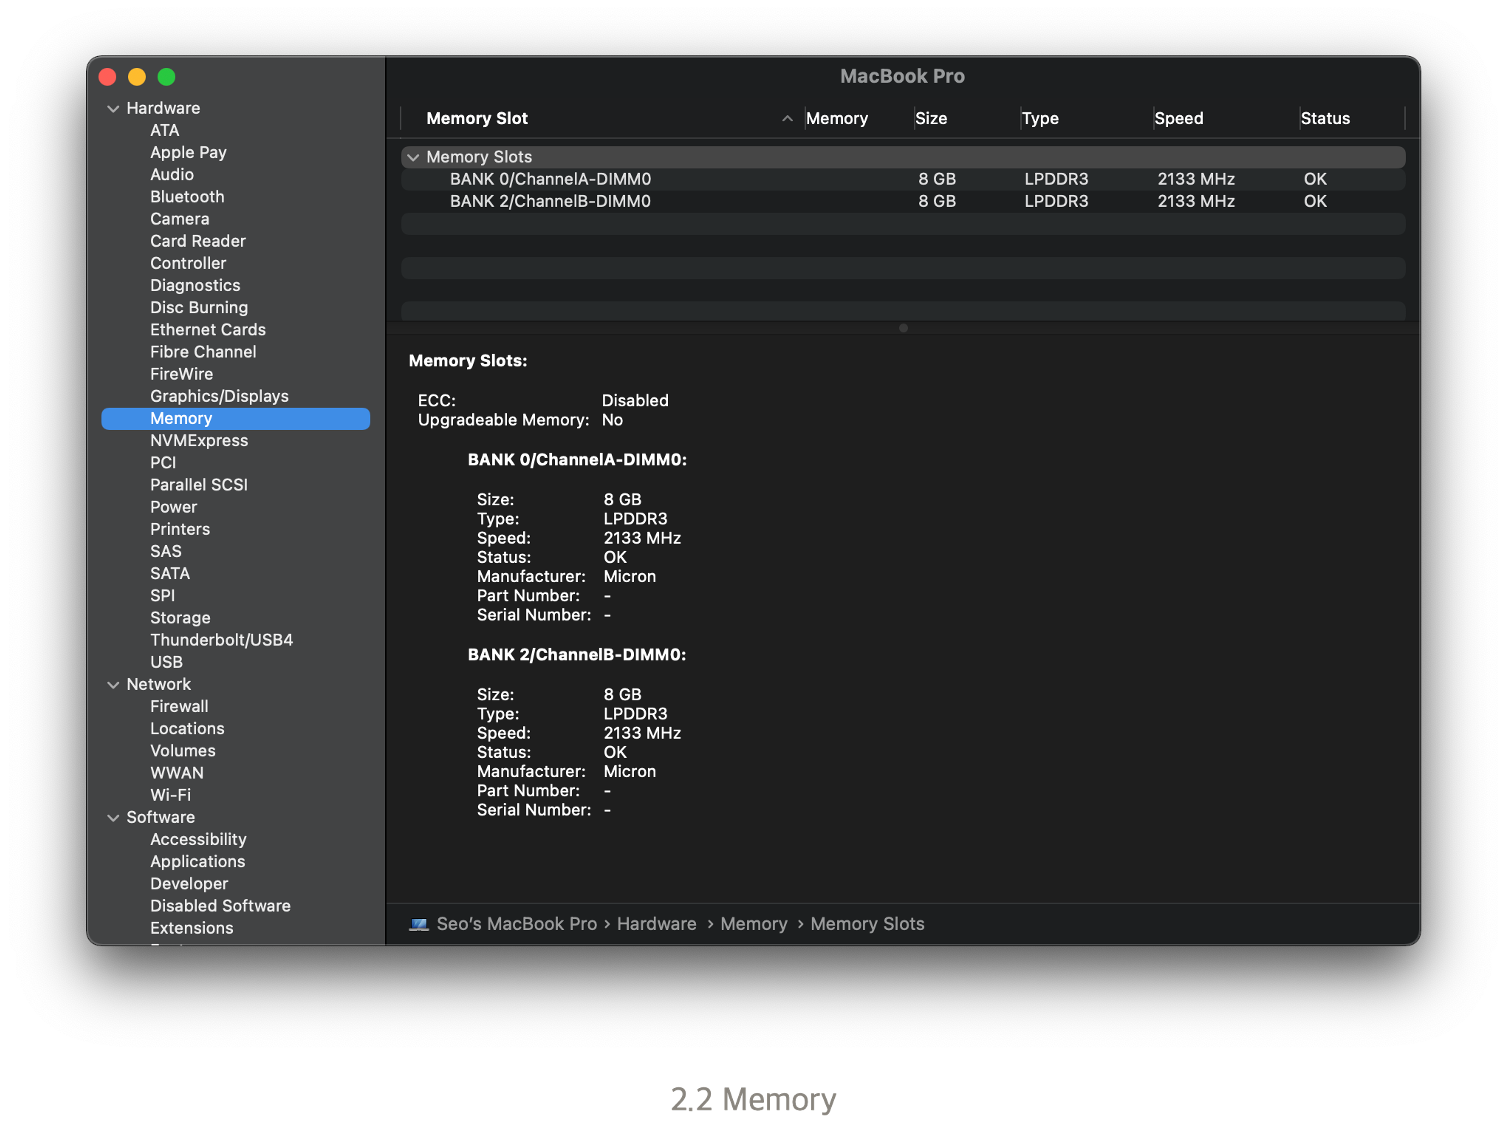 MacBook Pro
Hardware
ATA
Apple Pay
Audio
Bluetooth
Camera
Card Reader
Controller
Diagnostics
Disc Burning
Ethernet Cards
Fibre Channel
FireWire
Graphics/Displays
Memory
NVMExpress
PCI
Parallel SCSI
Power
Printers
SAS
SATA
SPI
Storage
Thunderbolt/USB4
USB
Network
Firewall
Locations
Volumes
WWAN
Wi-Fi
Software
Accessibility
Applications
Developer
Disabled Software
Extensions
Memory Slot Memory Size Type Speed Status
Memory Slots
BANK 0/ChannelA-DIMM0 8 GB LPDDR3 2133 MHz OK
BANK 2/ChannelB-DIMM0 8 GB LPDDR3 2133 MHz OK
Memory Slots:
ECC: Disabled
Upgradeable Memory: No
BANK 0/ChannelA-DIMM0:
Size: 8 GB
Type: LPDDR3
Speed: 2133 MHz
Status: OK
Manufacturer: Micron
Part Number: -
Serial Number: -
BANK 2/ChannelB-DIMM0:
Size: 8 GB
Type: LPDDR3
Speed: 2133 MHz
Status: OK
Manufacturer: Micron
Part Number: -
Serial Number: -
Seo's MacBook Pro › Hardware › Memory › Memory Slots
2.2 Memory